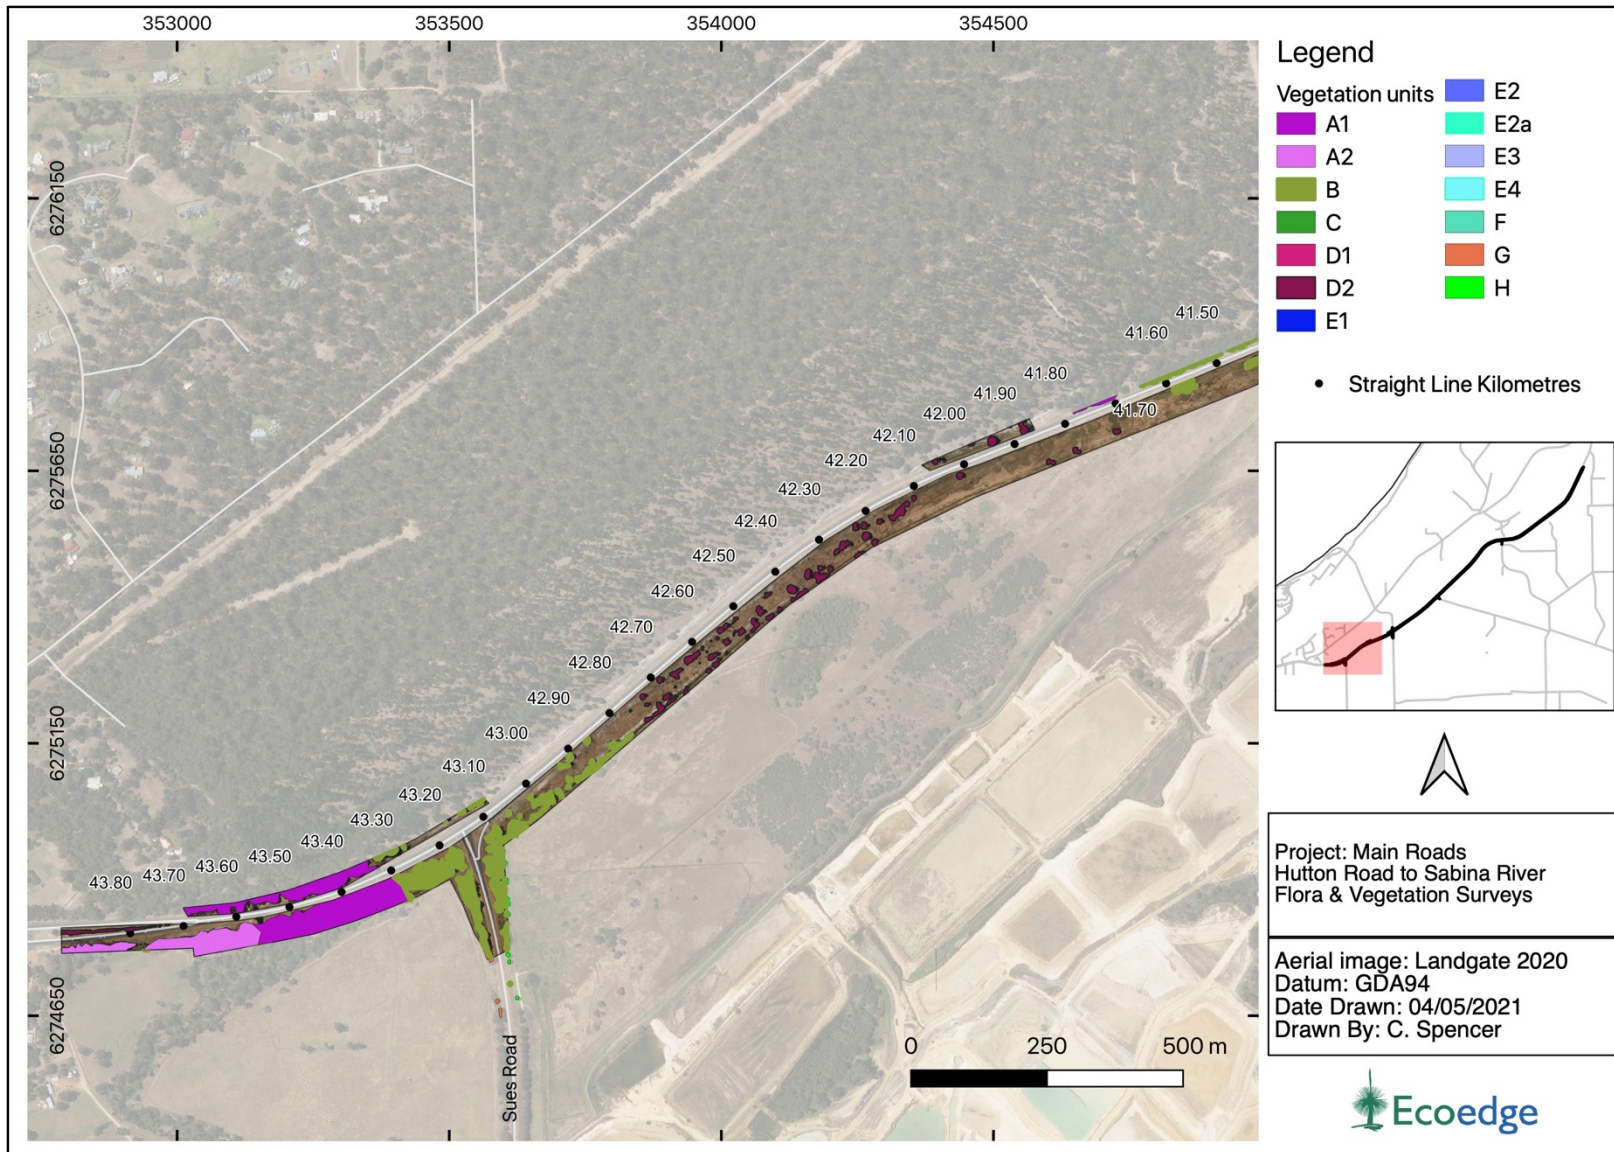 353000
353500
354000
354500
6276150
6275650
6275150
6274650
41.50
41.60
41.70
41.80
41.90
42.00
42.10
42.20
42.30
42.40
42.50
42.60
42.70
42.80
42.90
43.00
43.10
43.20
43.30
43.40
43.50
43.60
43.70
43.80
Sues Road
0 250 500 m
Legend
Vegetation units
A1
A2
B
C
D1
D2
E1
E2
E2a
E3
E4
F
G
H
Straight Line Kilometres
Project: Main Roads
Hutton Road to Sabina River
Flora & Vegetation Surveys
Aerial image: Landgate 2020
Datum: GDA94
Date Drawn: 04/05/2021
Drawn By: C. Spencer
Ecoedge